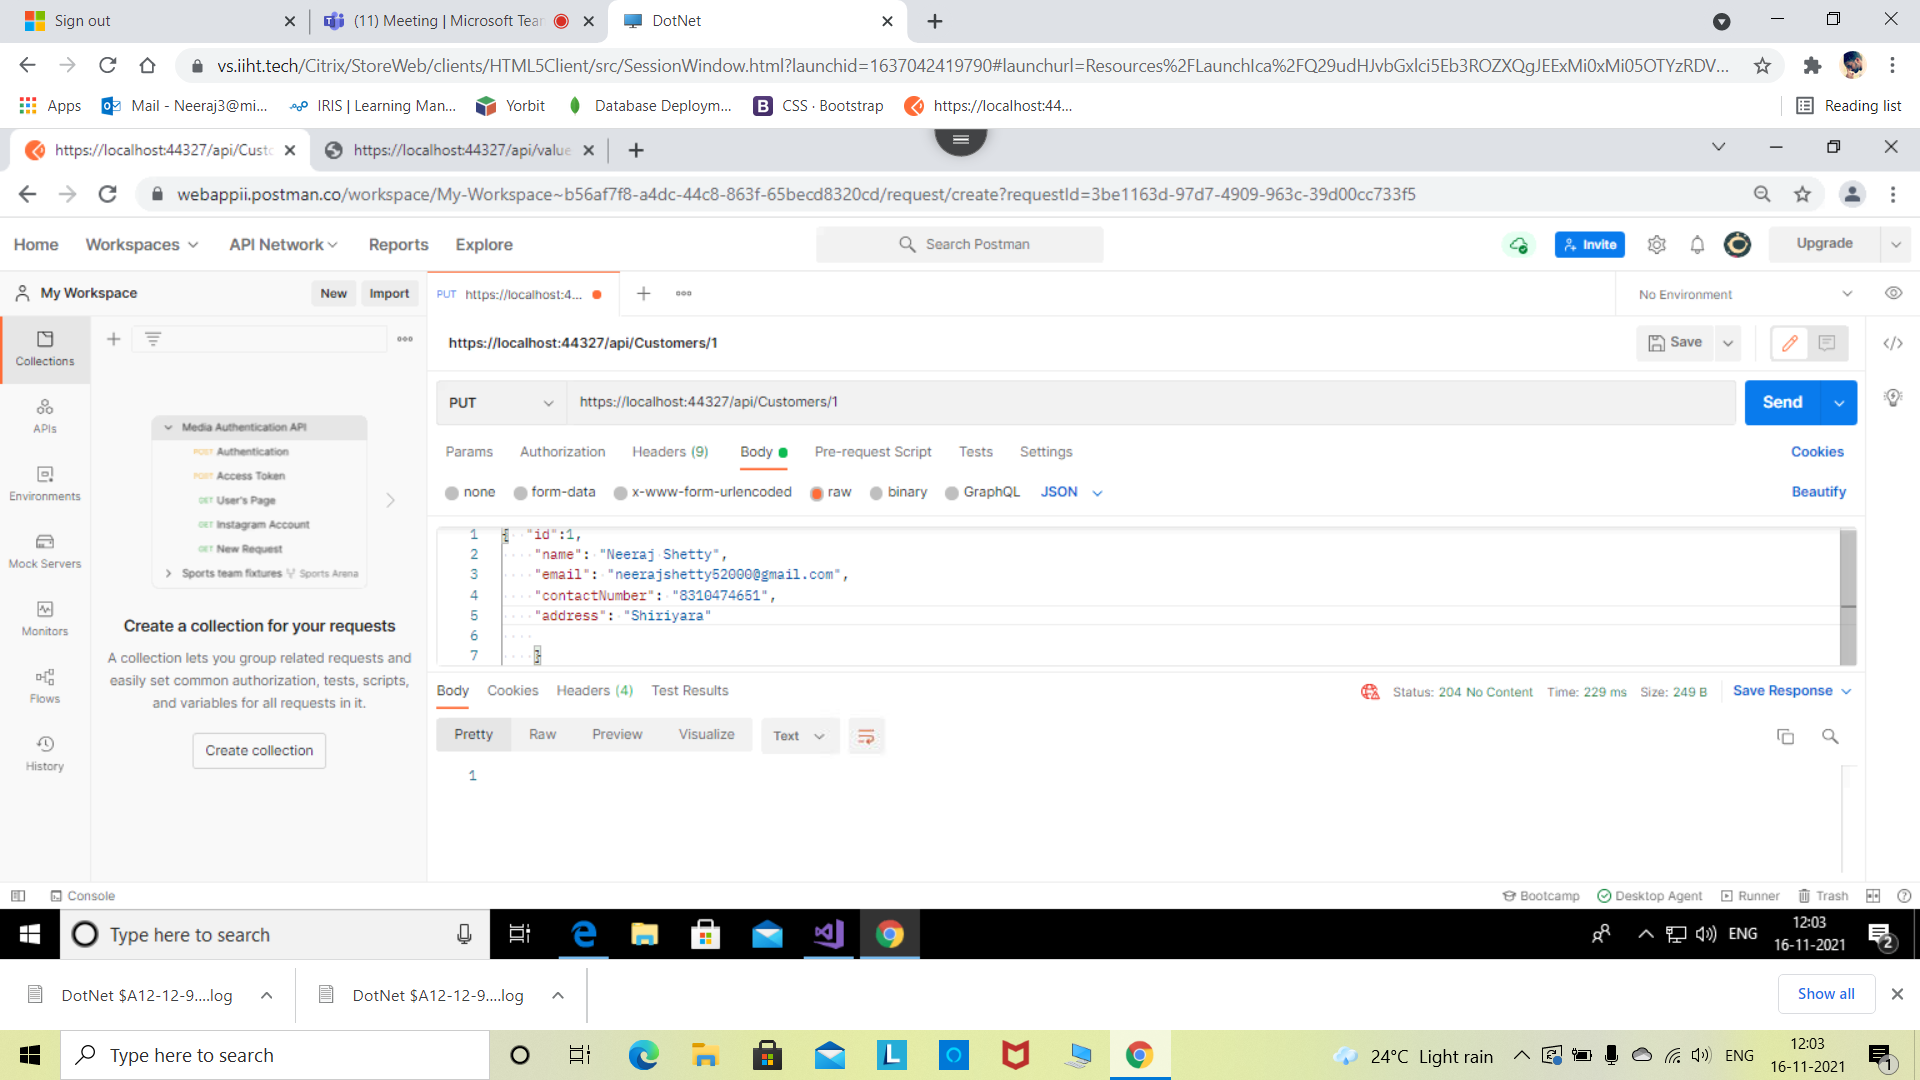 Sign out
(11) Meeting | Microsoft Tear
DotNet
vs.iiht.tech/Citrix/StoreWeb/clients/HTML5Client/src/SessionWindow.html?launchid=1637042419790#launchurl=Resources%2FLaunchIca%2FQ29udHJvbGxlci5Eb3ROZXQgJEExMi0xMi05OTYzRDV...
Apps
Mail - Neeraj3@mi...
IRIS | Learning Man...
Yorbit
Database Deploym...
CSS · Bootstrap
https://localhost:44...
Reading list
https://localhost:44327/api/Custo
https://localhost:44327/api/value
webappii.postman.co/workspace/My-Workspace~b56af7f8-a4dc-44c8-863f-65becd8320cd/request/create?requestId=3be1163d-97d7-4909-963c-39d00cc733f5
Home
Workspaces
API Network
Reports
Explore
Search Postman
Invite
Upgrade
My Workspace
New
Import
PUT https://localhost:4...
No Environment
Collections
APIs
Environments
Mock Servers
Monitors
Flows
History
Media Authentication API
POST Authentication
POST Access Token
GET User's Page
GET Instagram Account
GET New Request
Sports team fixtures Sports Arena
Create a collection for your requests
A collection lets you group related requests and
easily set common authorization, tests, scripts,
and variables for all requests in it.
Create collection
https://localhost:44327/api/Customers/1
Save
PUT
https://localhost:44327/api/Customers/1
Send
Params
Authorization
Headers (9)
Body
Pre-request Script
Tests
Settings
Cookies
none
form-data
x-www-form-urlencoded
raw
binary
GraphQL
JSON
Beautify
1 { "id":1,
2 "name": "Neeraj Shetty",
3 "email": "neerajshetty52000@gmail.com",
4 "contactNumber": "8310474651",
5 "address": "Shiriyara"
6
7 }
Body
Cookies
Headers (4)
Test Results
Status: 204 No Content Time: 229 ms Size: 249 B
Save Response
Pretty
Raw
Preview
Visualize
Text
1
Console
Bootcamp
Desktop Agent
Runner
Trash
Type here to search
ENG
12:03
16-11-2021
2
DotNet $A12-12-9....log
DotNet $A12-12-9....log
Show all
Type here to search
L
24°C Light rain
ENG
12:03
16-11-2021
1